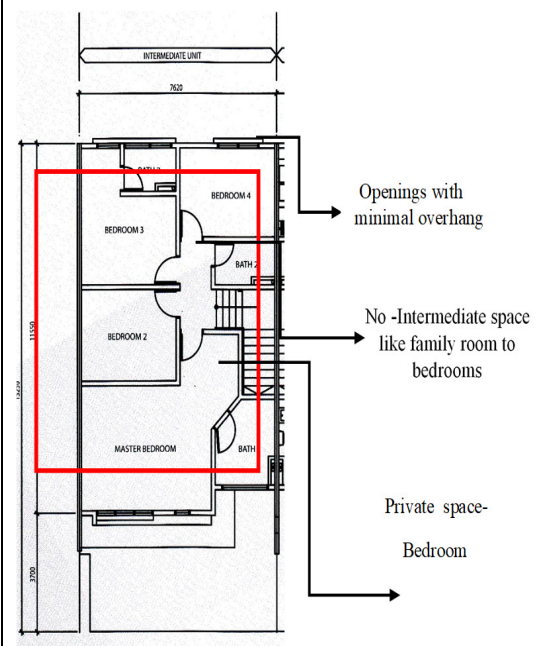 INTERMEDIATE UNIT
7620
BATH 3
BEDROOM 4
BEDROOM 3
BATH 2
BEDROOM 2
MASTER BEDROOM
BATH
11550
3700
Openings with
minimal overhang
No -Intermediate space
like family room to
bedrooms
Private space-
Bedroom